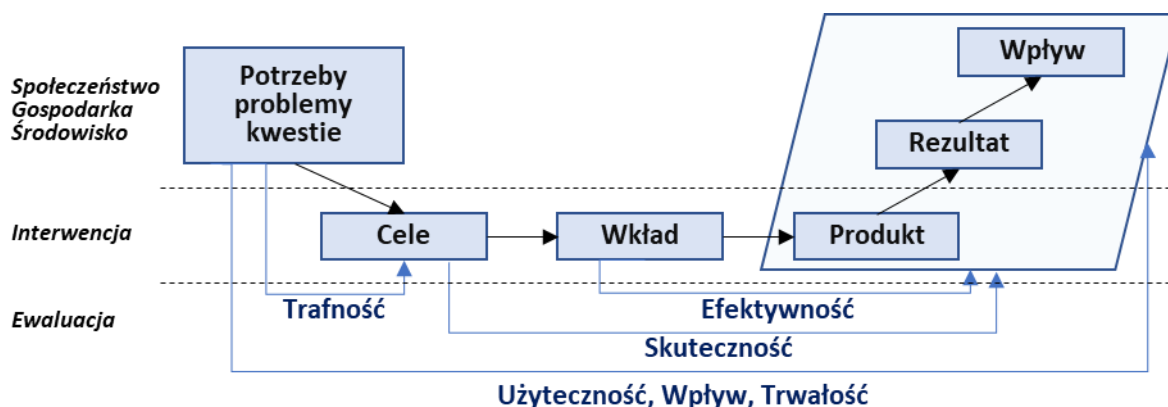 Społeczeństwo
Gospodarka
Środowisko
Potrzeby
problemy
kwestie
Wpływ
Rezultat
Interwencja
Cele
Wkład
Produkt
Ewaluacja
Trafność
Efektywność
Skuteczność
Użyteczność, Wpływ, Trwałość